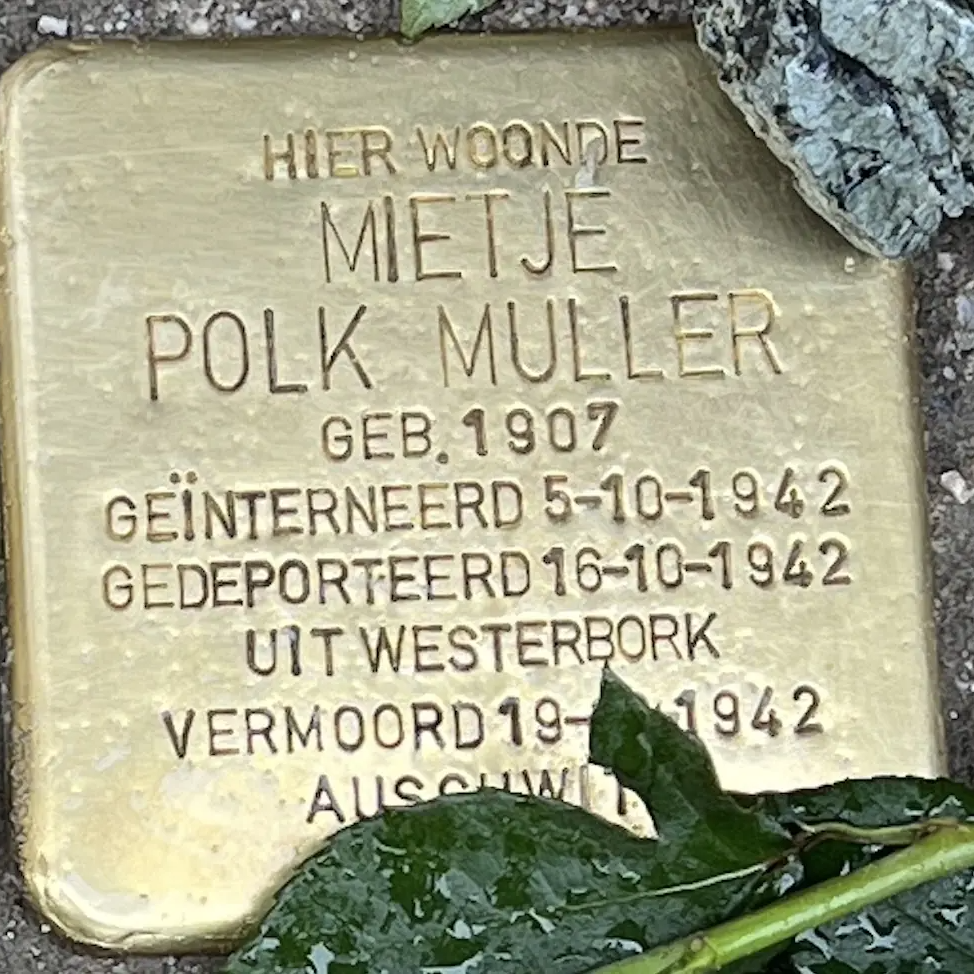 HIER WOONDE
MIETJE
POLK MULLER
GEB. 1907
GEÏNTERNEERD 5-10-1942
GEDEPORTEERD 16-10-1942
UIT WESTERBORK
VERMOORD 19- 1942